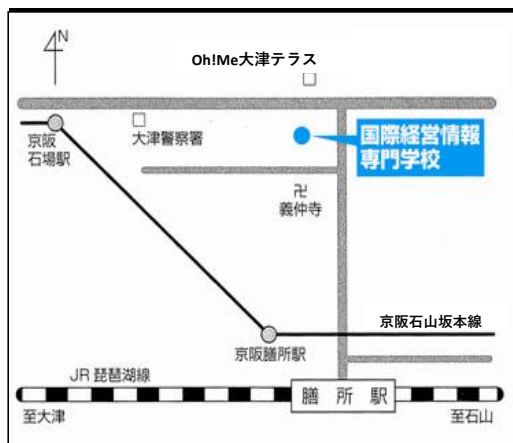 N
Oh!Me大津テラス
京阪
石場駅
大津警察署
国際経営情報
専門学校
卍
義仲寺
京阪石山坂本線
京阪膳所駅
JR 琵琶湖線
膳所駅
至大津
至石山